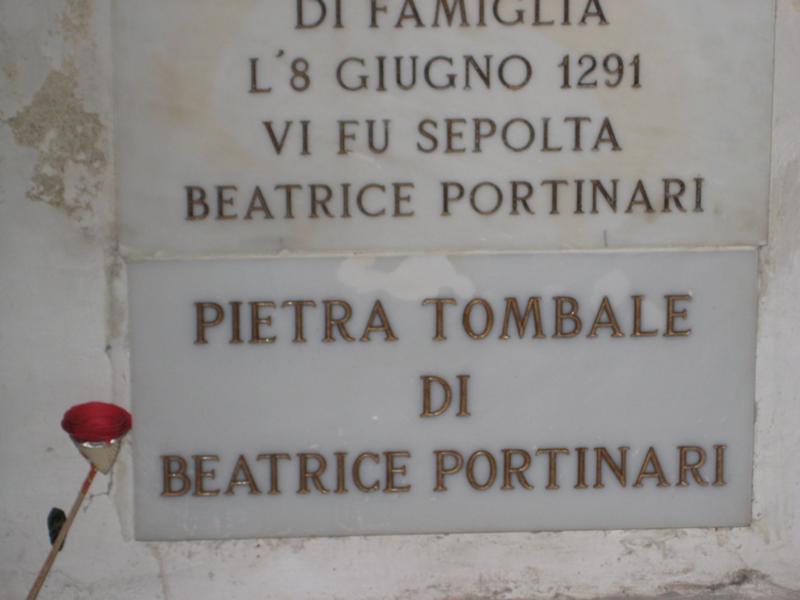 DI FAMIGLIA
L'8 GIUGNO 1291
VI FU SEPOLTA
BEATRICE PORTINARI
PIETRA TOMBALE
DI
BEATRICE PORTINARI